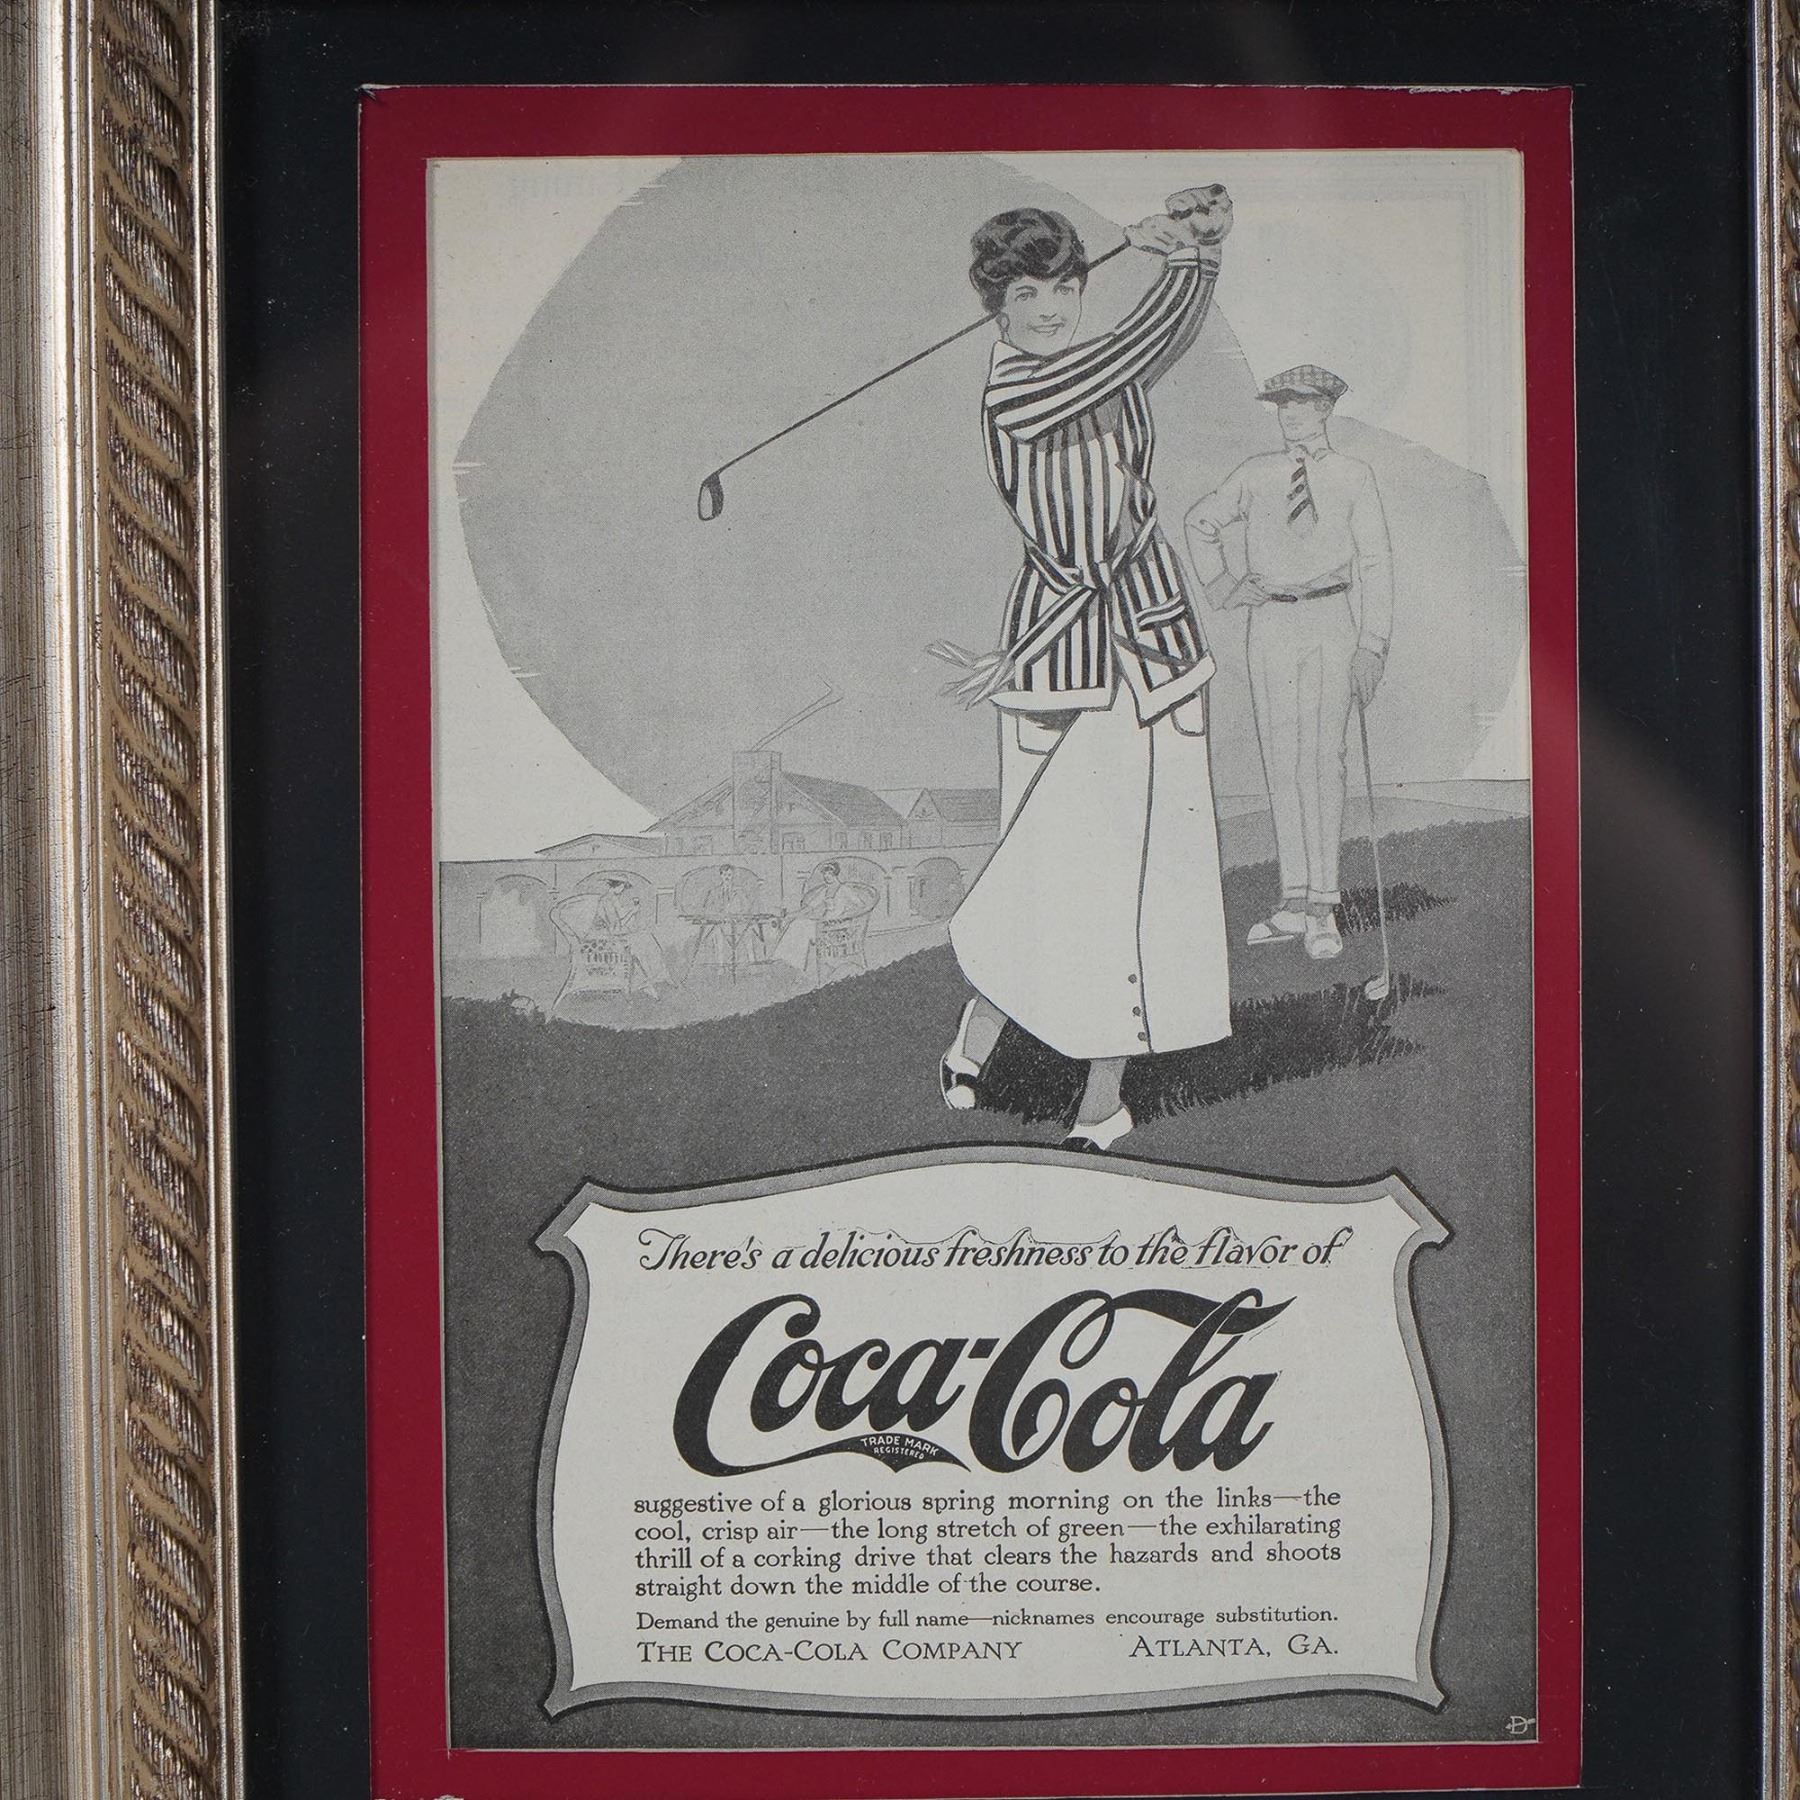 There's a delicious freshness to the flavor of
Coca-Cola
TRADE MARK
REGISTERED
suggestive of a glorious spring morning on the links—the
cool, crisp air—the long stretch of green—the exhilarating
thrill of a corking drive that clears the hazards and shoots
straight down the middle of the course.
Demand the genuine by full name—nicknames encourage substitution.
THE COCA-COLA COMPANY ATLANTA, GA.
D